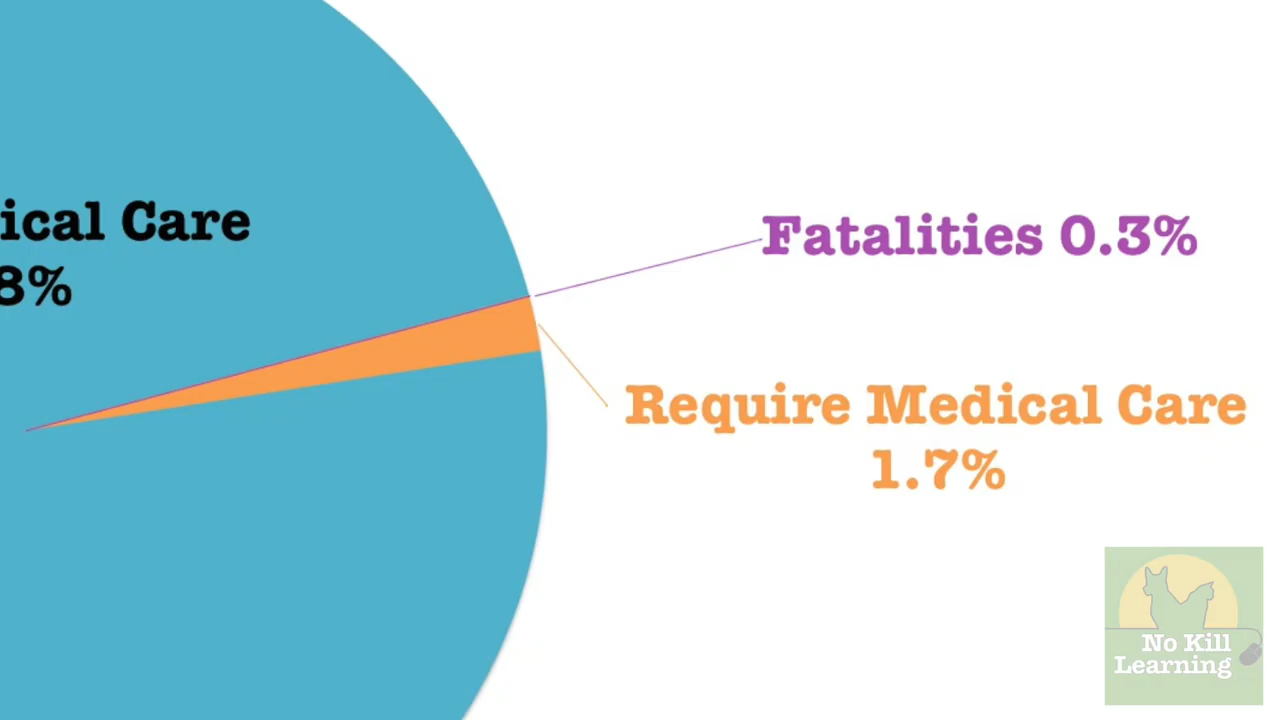 ical Care
8%
Fatalities 0.3%
Require Medical Care
1.7%
No Kill
Learning